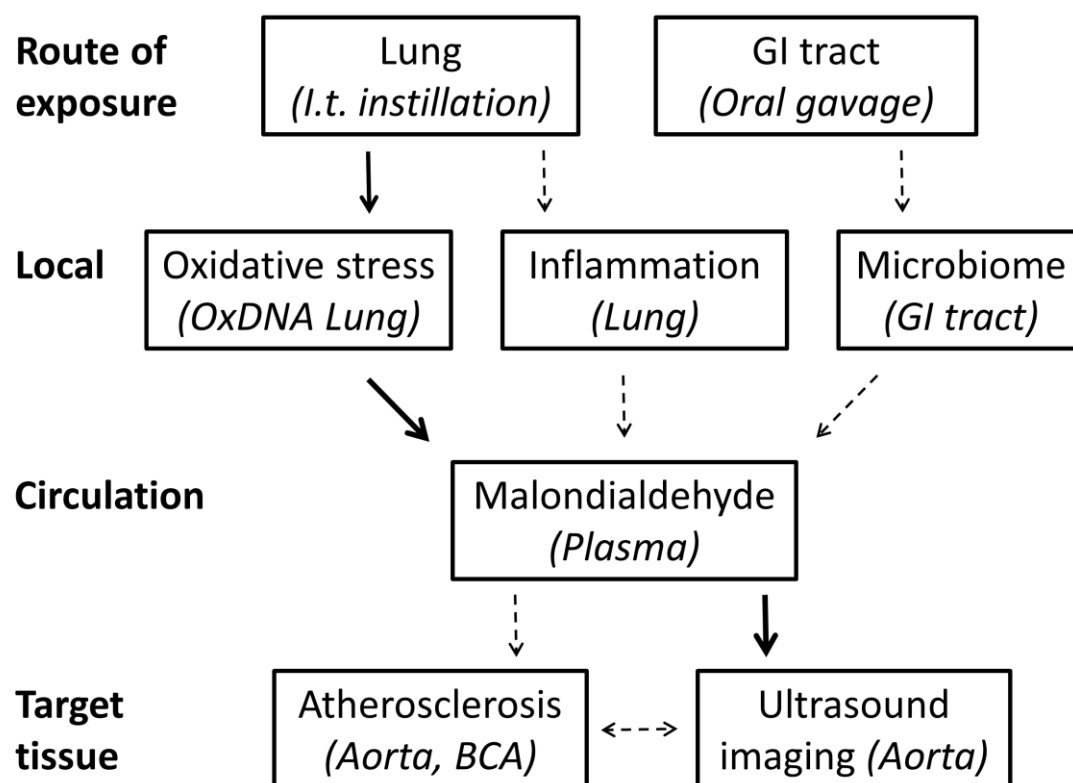 Route of
exposure
Lung
(I.t. instillation)
GI tract
(Oral gavage)
Local
Oxidative stress
(OxDNA Lung)
Inflammation
(Lung)
Microbiome
(GI tract)
Circulation
Malondialdehyde
(Plasma)
Target
tissue
Atherosclerosis
(Aorta, BCA)
Ultrasound
imaging (Aorta)